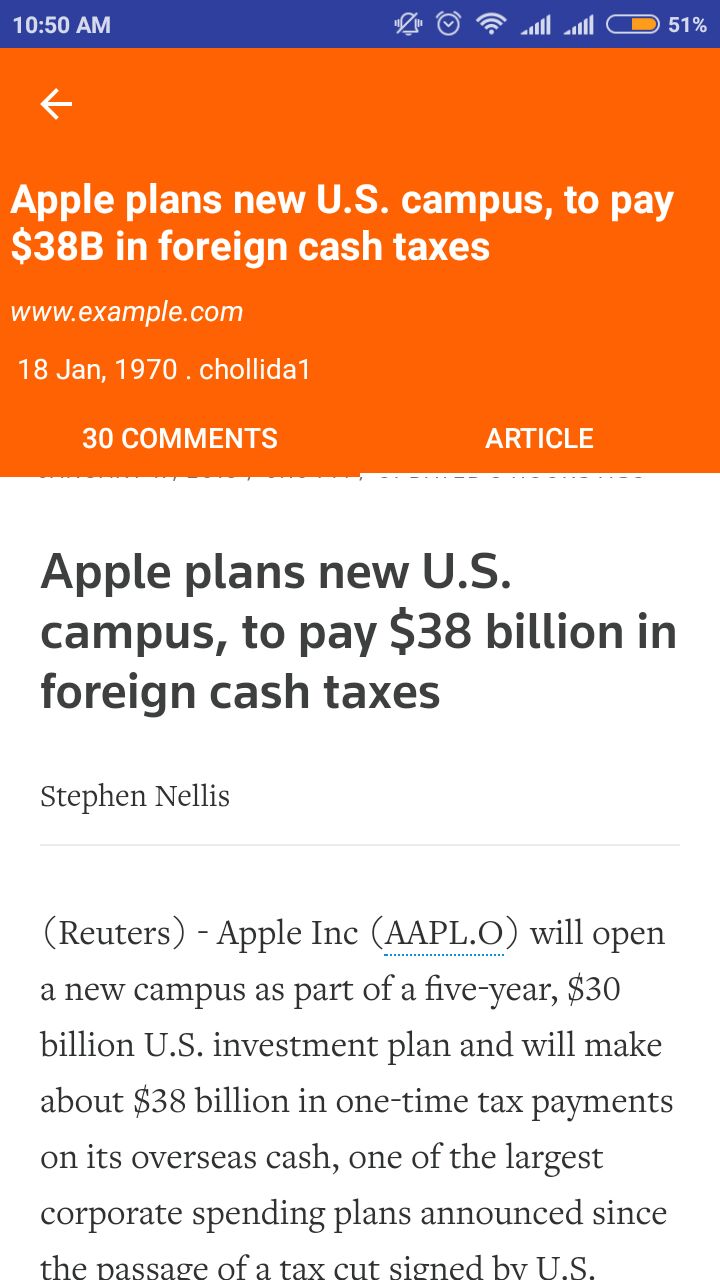 10:50 AM
51%
Apple plans new U.S. campus, to pay
$38B in foreign cash taxes
www.example.com
18 Jan, 1970 . chollida1
30 COMMENTS
ARTICLE
Apple plans new U.S.
campus, to pay $38 billion in
foreign cash taxes
Stephen Nellis
(Reuters) - Apple Inc (AAPL.O) will open
a new campus as part of a five-year, $30
billion U.S. investment plan and will make
about $38 billion in one-time tax payments
on its overseas cash, one of the largest
corporate spending plans announced since
the passage of a tax cut signed by U.S.